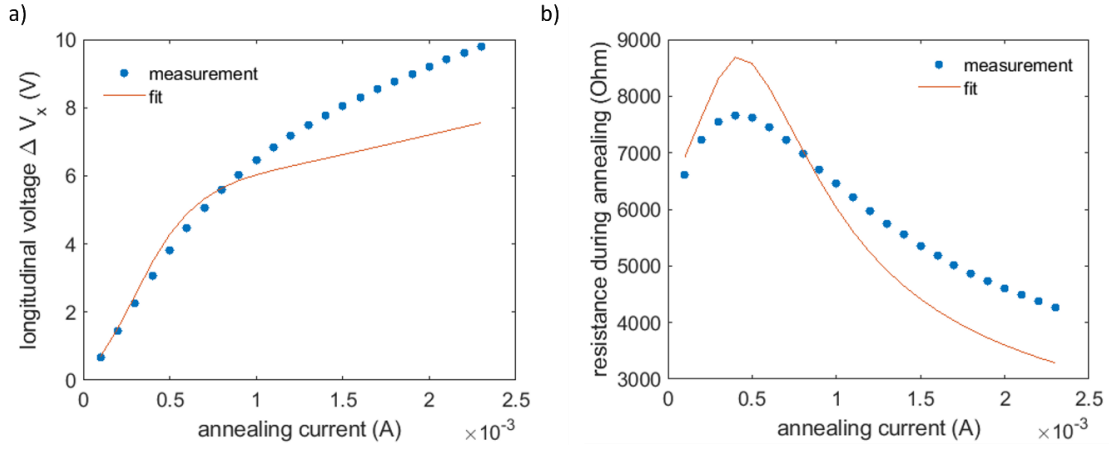 a)
10
8
6
4
2
0
longitudinal voltage Δ Vx (V)
measurement
fit
0
0.5
1
1.5
2
2.5
annealing current (A)
×10-3
b)
9000
8000
7000
6000
5000
4000
3000
resistance during annealing (Ohm)
measurement
fit
0
0.5
1
1.5
2
2.5
annealing current (A)
×10-3